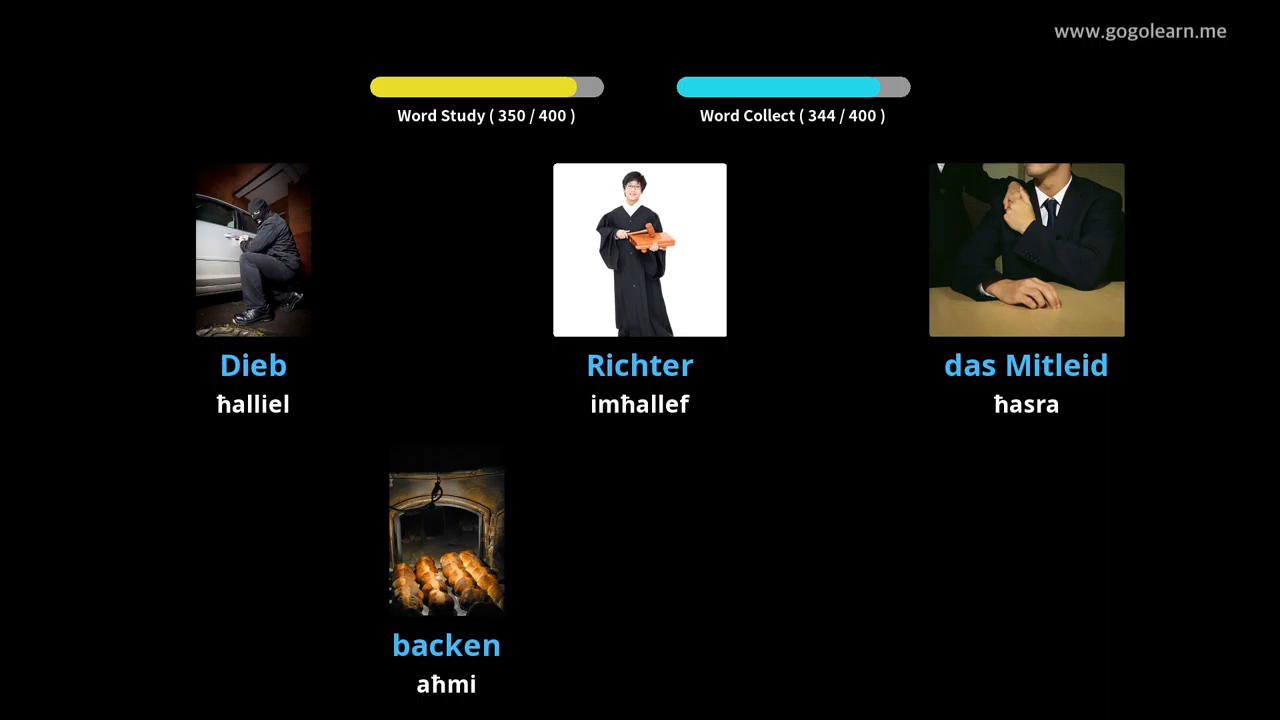 www.gogolearn.me
Word Study ( 350 / 400 )
Word Collect ( 344 / 400 )
Dieb
ħalliel
Richter
imħallef
das Mitleid
ħasra
backen
aħmi